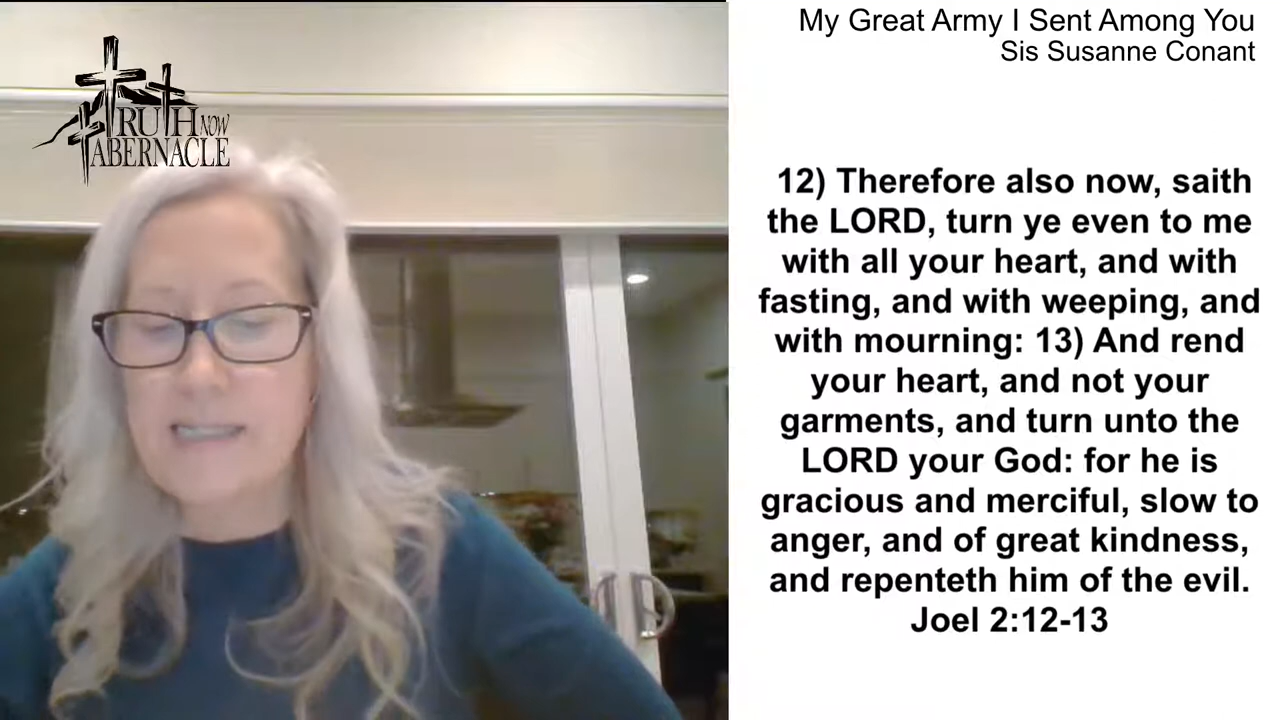 My Great Army I Sent Among You
Sis Susanne Conant
TRUTH NOW
TABERNACLE
12) Therefore also now, saith
the LORD, turn ye even to me
with all your heart, and with
fasting, and with weeping, and
with mourning: 13) And rend
your heart, and not your
garments, and turn unto the
LORD your God: for he is
gracious and merciful, slow to
anger, and of great kindness,
and repenteth him of the evil.
Joel 2:12-13